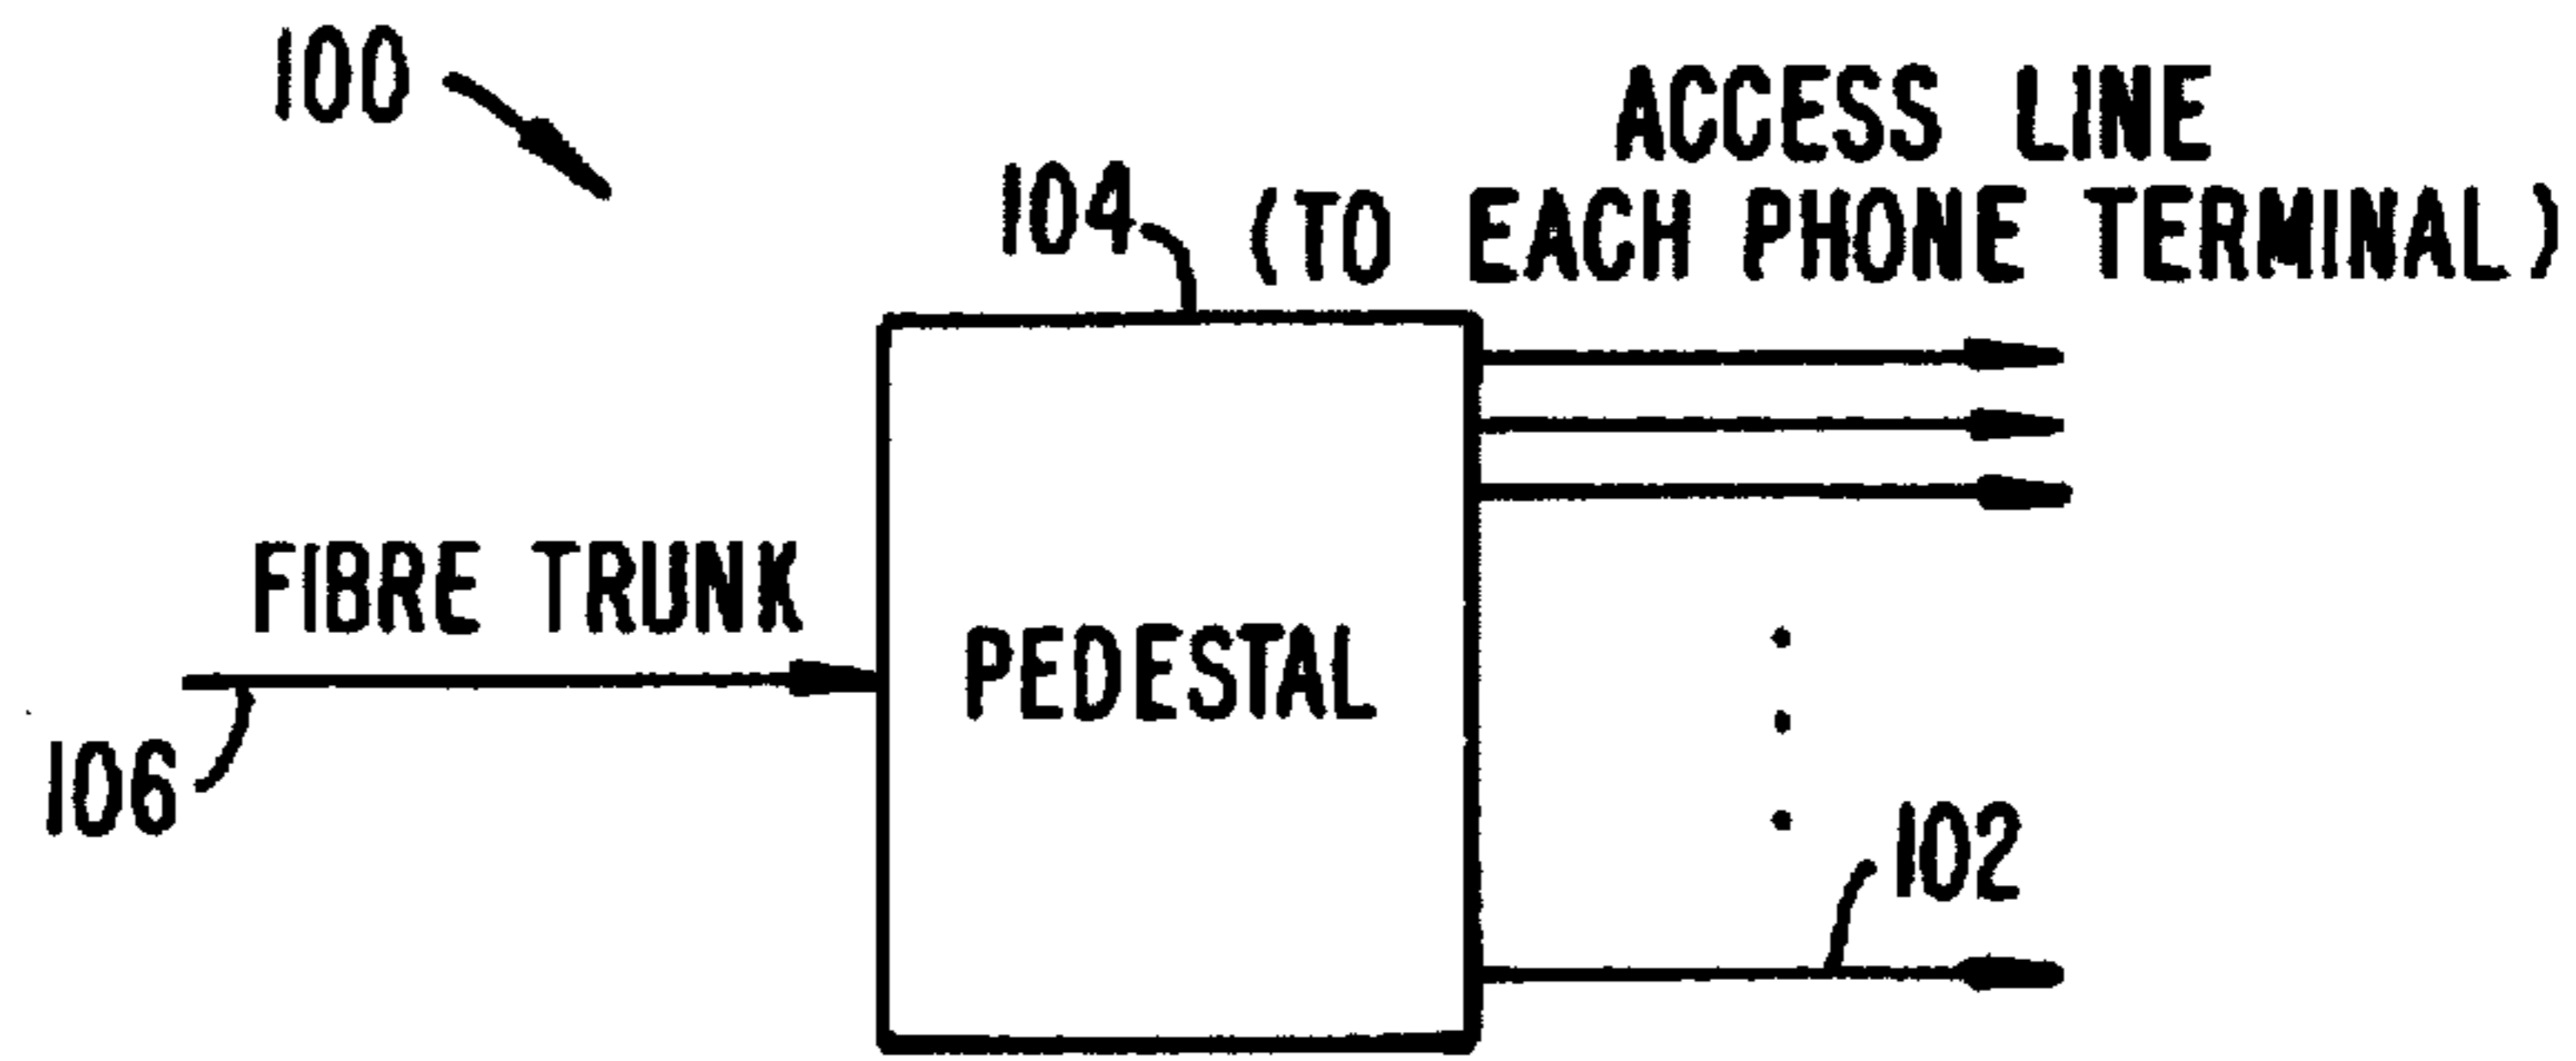 100
ACCESS LINE
104
(TO EACH PHONE TERMINAL)
FIBRE TRUNK
PEDESTAL
106
102